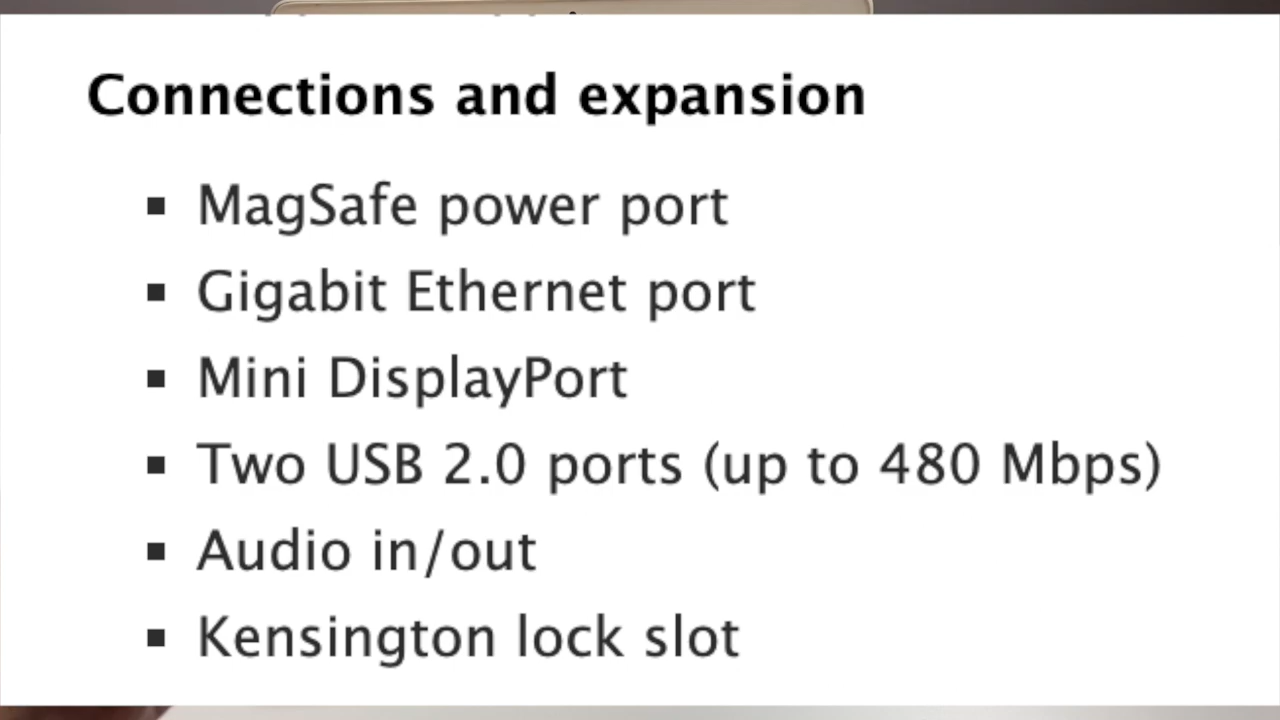 Connections and expansion
MagSafe power port
Gigabit Ethernet port
Mini DisplayPort
Two USB 2.0 ports (up to 480 Mbps)
Audio in/out
Kensington lock slot